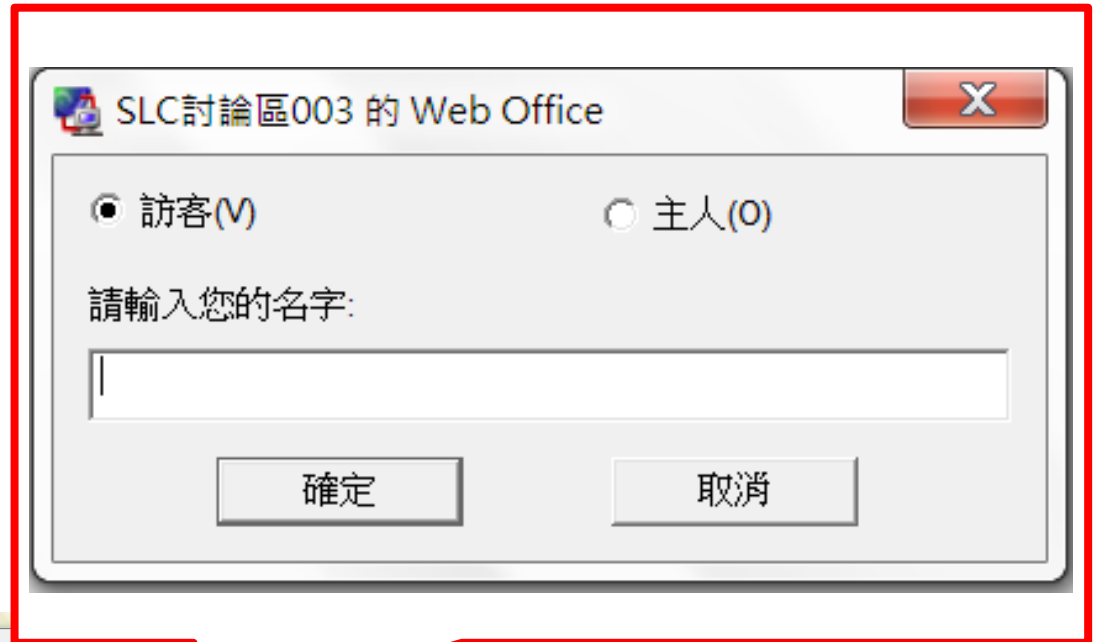 SLC討論區003 的 Web Office
訪客(V)
主人(O)
請輸入您的名字:
確定
取消